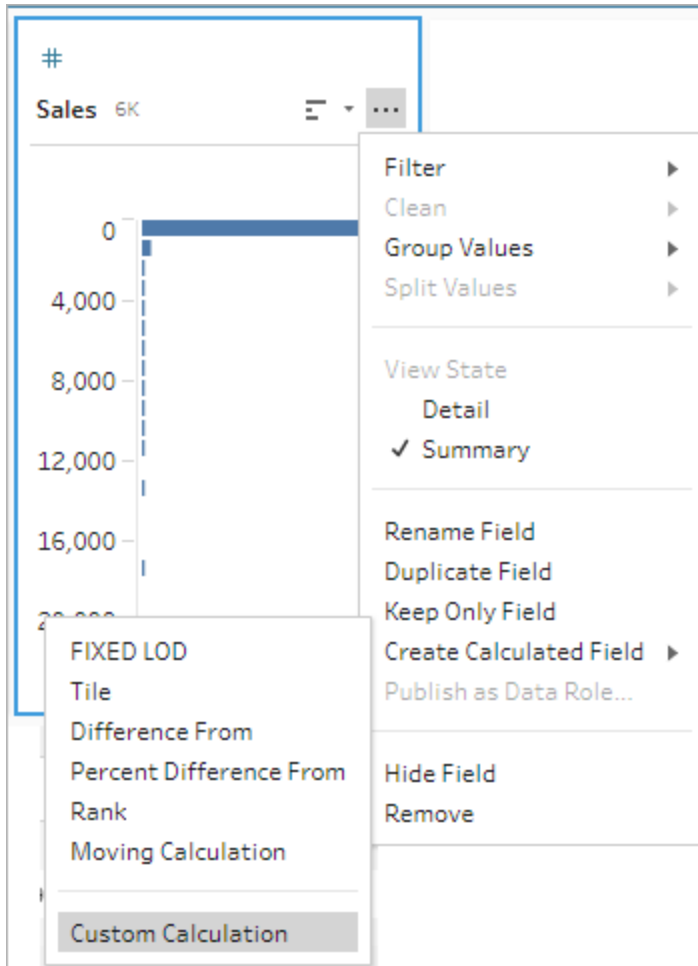 #
Sales 6K ...
0
4,000
8,000
12,000
16,000
Filter
Clean
Group Values
Split Values
View State
Detail
✓ Summary
Rename Field
Duplicate Field
Keep Only Field
Create Calculated Field
Publish as Data Role...
Hide Field
Remove
FIXED LOD
Tile
Difference From
Percent Difference From
Rank
Moving Calculation
Custom Calculation